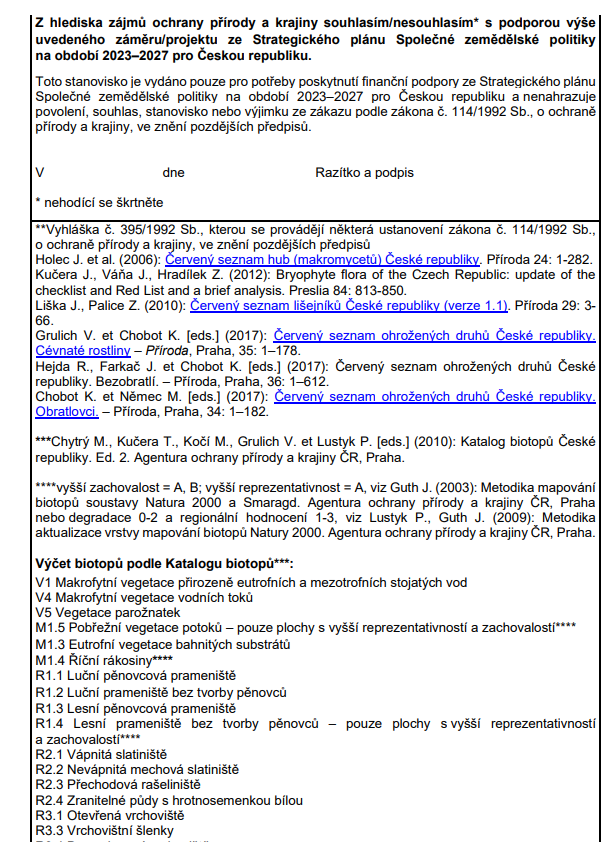 Z hlediska zájmů ochrany přírody a krajiny souhlasím/nesouhlasím* s podporou výše
uvedeného záměru/projektu ze Strategického plánu Společné zemědělské politiky
na období 2023–2027 pro Českou republiku.
Toto stanovisko je vydáno pouze pro potřeby poskytnutí finanční podpory ze Strategického plánu
Společné zemědělské politiky na období 2023–2027 pro Českou republiku a nenahrazuje
povolení, souhlas, stanovisko nebo výjimku ze zákazu podle zákona č. 114/1992 Sb., o ochraně
přírody a krajiny, ve znění pozdějších předpisů.
V dne Razítko a podpis
* nehodící se škrtněte
**Vyhláška č. 395/1992 Sb., kterou se provádějí některá ustanovení zákona č. 114/1992 Sb.,
o ochraně přírody a krajiny, ve znění pozdějších předpisů
Holec J. et al. (2006): Červený seznam hub (makromycetů) České republiky. Příroda 24: 1-282.
Kučera J., Váňa J., Hradílek Z. (2012): Bryophyte flora of the Czech Republic: update of the
checklist and Red List and a brief analysis. Preslia 84: 813-850.
Liška J., Palice Z. (2010): Červený seznam lišejníků České republiky (verze 1.1). Příroda 29: 3-
66.
Grulich V. et Chobot K. [eds.] (2017): Červený seznam ohrožených druhů České republiky.
Cévnaté rostliny – Příroda, Praha, 35: 1–178.
Hejda R., Farkač J. et Chobot K. [eds.] (2017): Červený seznam ohrožených druhů České
republiky. Bezobratlí. – Příroda, Praha, 36: 1–612.
Chobot K. et Němec M. [eds.] (2017): Červený seznam ohrožených druhů České republiky.
Obratlovci. – Příroda, Praha, 34: 1–182.
***Chytrý M., Kučera T., Kočí M., Grulich V. et Lustyk P. [eds.] (2010): Katalog biotopů České
republiky. Ed. 2. Agentura ochrany přírody a krajiny ČR, Praha.
****vyšší zachovalost = A, B; vyšší reprezentativnost = A, viz Guth J. (2003): Metodika mapování
biotopů soustavy Natura 2000 a Smaragd. Agentura ochrany přírody a krajiny ČR, Praha
nebo degradace 0-2 a regionální hodnocení 1-3, viz Lustyk P., Guth J. (2009): Metodika
aktualizace vrstvy mapování biotopů Natury 2000. Agentura ochrany přírody a krajiny ČR, Praha.
Výčet biotopů podle Katalogu biotopů***:
V1 Makrofytní vegetace přirozeně eutrofních a mezotrofních stojatých vod
V4 Makrofytní vegetace vodních toků
V5 Vegetace parožnatek
M1.5 Pobřežní vegetace potoků – pouze plochy s vyšší reprezentativností a zachovalostí****
M1.3 Eutrofní vegetace bahnitých substrátů
M1.4 Říční rákosiny****
R1.1 Luční pěnovcová prameniště
R1.2 Luční prameniště bez tvorby pěnovců
R1.3 Lesní pěnovcová prameniště
R1.4 Lesní prameniště bez tvorby pěnovců – pouze plochy s vyšší reprezentativností
a zachovalostí****
R2.1 Vápnitá slatiniště
R2.2 Nevápnitá mechová slatiniště
R2.3 Přechodová rašeliniště
R2.4 Zranitelné půdy s hrotnosemenkou bílou
R3.1 Otevřená vrchoviště
R3.3 Vrchovištní šlenky